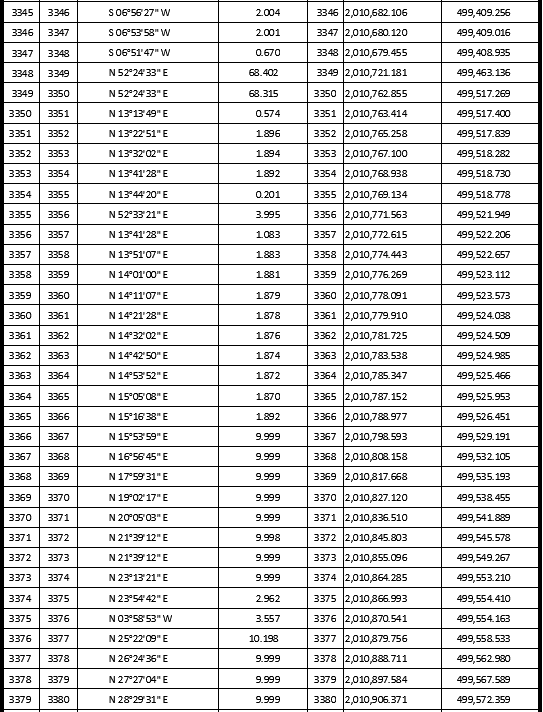 3345 3346 S 06°56'27" W 2.004 3346 2,010,682.106 499,409.256
3346 3347 S 06°53'58" W 2.001 3347 2,010,680.120 499,409.016
3347 3348 S 06°51'47" W 0.670 3348 2,010,679.455 499,408.935
3348 3349 N 52°24'33" E 68.402 3349 2,010,721.181 499,463.136
3349 3350 N 52°24'33" E 68.315 3350 2,010,762.855 499,517.269
3350 3351 N 13°13'49" E 0.574 3351 2,010,763.414 499,517.400
3351 3352 N 13°22'51" E 1.896 3352 2,010,765.258 499,517.839
3352 3353 N 13°32'02" E 1.894 3353 2,010,767.100 499,518.282
3353 3354 N 13°41'28" E 1.892 3354 2,010,768.938 499,518.730
3354 3355 N 13°44'20" E 0.201 3355 2,010,769.134 499,518.778
3355 3356 N 52°33'21" E 3.995 3356 2,010,771.563 499,521.949
3356 3357 N 13°41'28" E 1.083 3357 2,010,772.615 499,522.206
3357 3358 N 13°51'07" E 1.883 3358 2,010,774.443 499,522.657
3358 3359 N 14°01'00" E 1.881 3359 2,010,776.269 499,523.112
3359 3360 N 14°11'07" E 1.879 3360 2,010,778.091 499,523.573
3360 3361 N 14°21'28" E 1.878 3361 2,010,779.910 499,524.038
3361 3362 N 14°32'02" E 1.876 3362 2,010,781.725 499,524.509
3362 3363 N 14°42'50" E 1.874 3363 2,010,783.538 499,524.985
3363 3364 N 14°53'52" E 1.872 3364 2,010,785.347 499,525.466
3364 3365 N 15°05'08" E 1.870 3365 2,010,787.152 499,525.953
3365 3366 N 15°16'38" E 1.892 3366 2,010,788.977 499,526.451
3366 3367 N 15°53'59" E 9.999 3367 2,010,798.593 499,529.191
3367 3368 N 16°56'45" E 9.999 3368 2,010,808.158 499,532.105
3368 3369 N 17°59'31" E 9.999 3369 2,010,817.668 499,535.193
3369 3370 N 19°02'17" E 9.999 3370 2,010,827.120 499,538.455
3370 3371 N 20°05'03" E 9.999 3371 2,010,836.510 499,541.889
3371 3372 N 21°39'12" E 9.998 3372 2,010,845.803 499,545.578
3372 3373 N 21°39'12" E 9.999 3373 2,010,855.096 499,549.267
3373 3374 N 23°13'21" E 9.999 3374 2,010,864.285 499,553.210
3374 3375 N 23°54'42" E 2.962 3375 2,010,866.993 499,554.410
3375 3376 N 03°58'53" W 3.557 3376 2,010,870.541 499,554.163
3376 3377 N 25°22'09" E 10.198 3377 2,010,879.756 499,558.533
3377 3378 N 26°24'36" E 9.999 3378 2,010,888.711 499,562.980
3378 3379 N 27°27'04" E 9.999 3379 2,010,897.584 499,567.589
3379 3380 N 28°29'31" E 9.999 3380 2,010,906.371 499,572.359